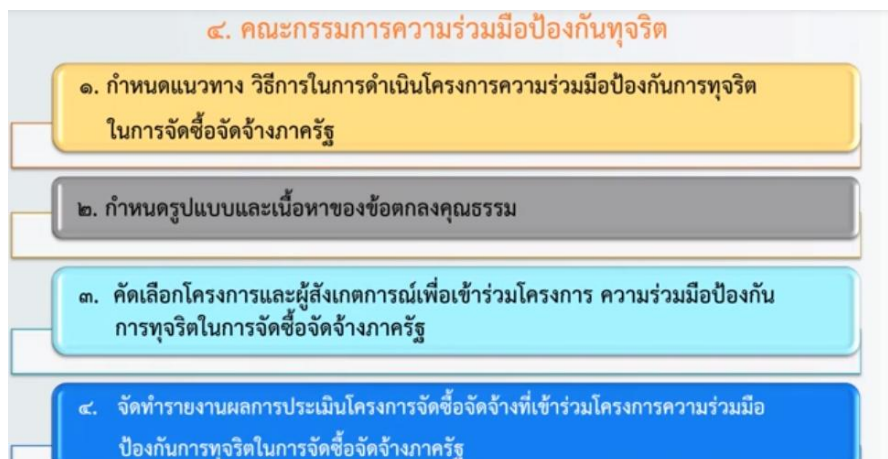 ๔. คณะกรรมการความร่วมมือป้องกันทุจริต
๑. กำหนดแนวทาง วิธีการในการดำเนินโครงการความร่วมมือป้องกันการทุจริต
ในการจัดซื้อจัดจ้างภาครัฐ
๒. กำหนดรูปแบบและเนื้อหาของข้อตกลงคุณธรรม
๓. คัดเลือกโครงการและผู้สังเกตการณ์เพื่อเข้าร่วมโครงการ ความร่วมมือป้องกัน
การทุจริตในการจัดซื้อจัดจ้างภาครัฐ
๔. จัดทำรายงานผลการประเมินโครงการจัดซื้อจัดจ้างที่เข้าร่วมโครงการความร่วมมือ
ป้องกันการทุจริตในการจัดซื้อจัดจ้างภาครัฐ